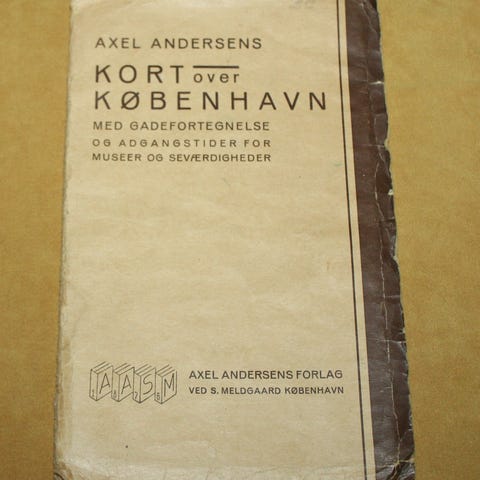 AXEL ANDERSENS
KORT over
KØBENHAVN
MED GADEFORTEGNELSE
OG ADGANGSTIDER FOR
MUSEER OG SEVÆRDIGHEDER
AASM
AXEL ANDERSENS FORLAG
VED S. MELDGAARD KØBENHAVN